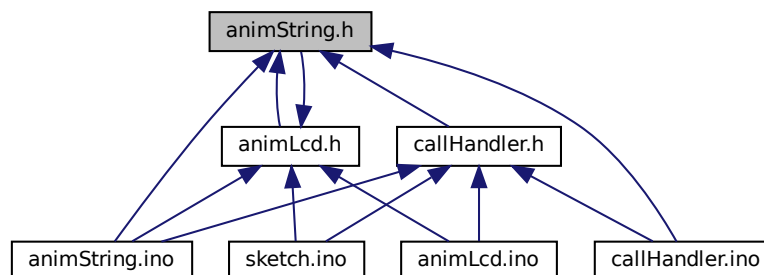 animString.h
animLcd.h
callHandler.h
animString.ino
sketch.ino
animLcd.ino
callHandler.ino